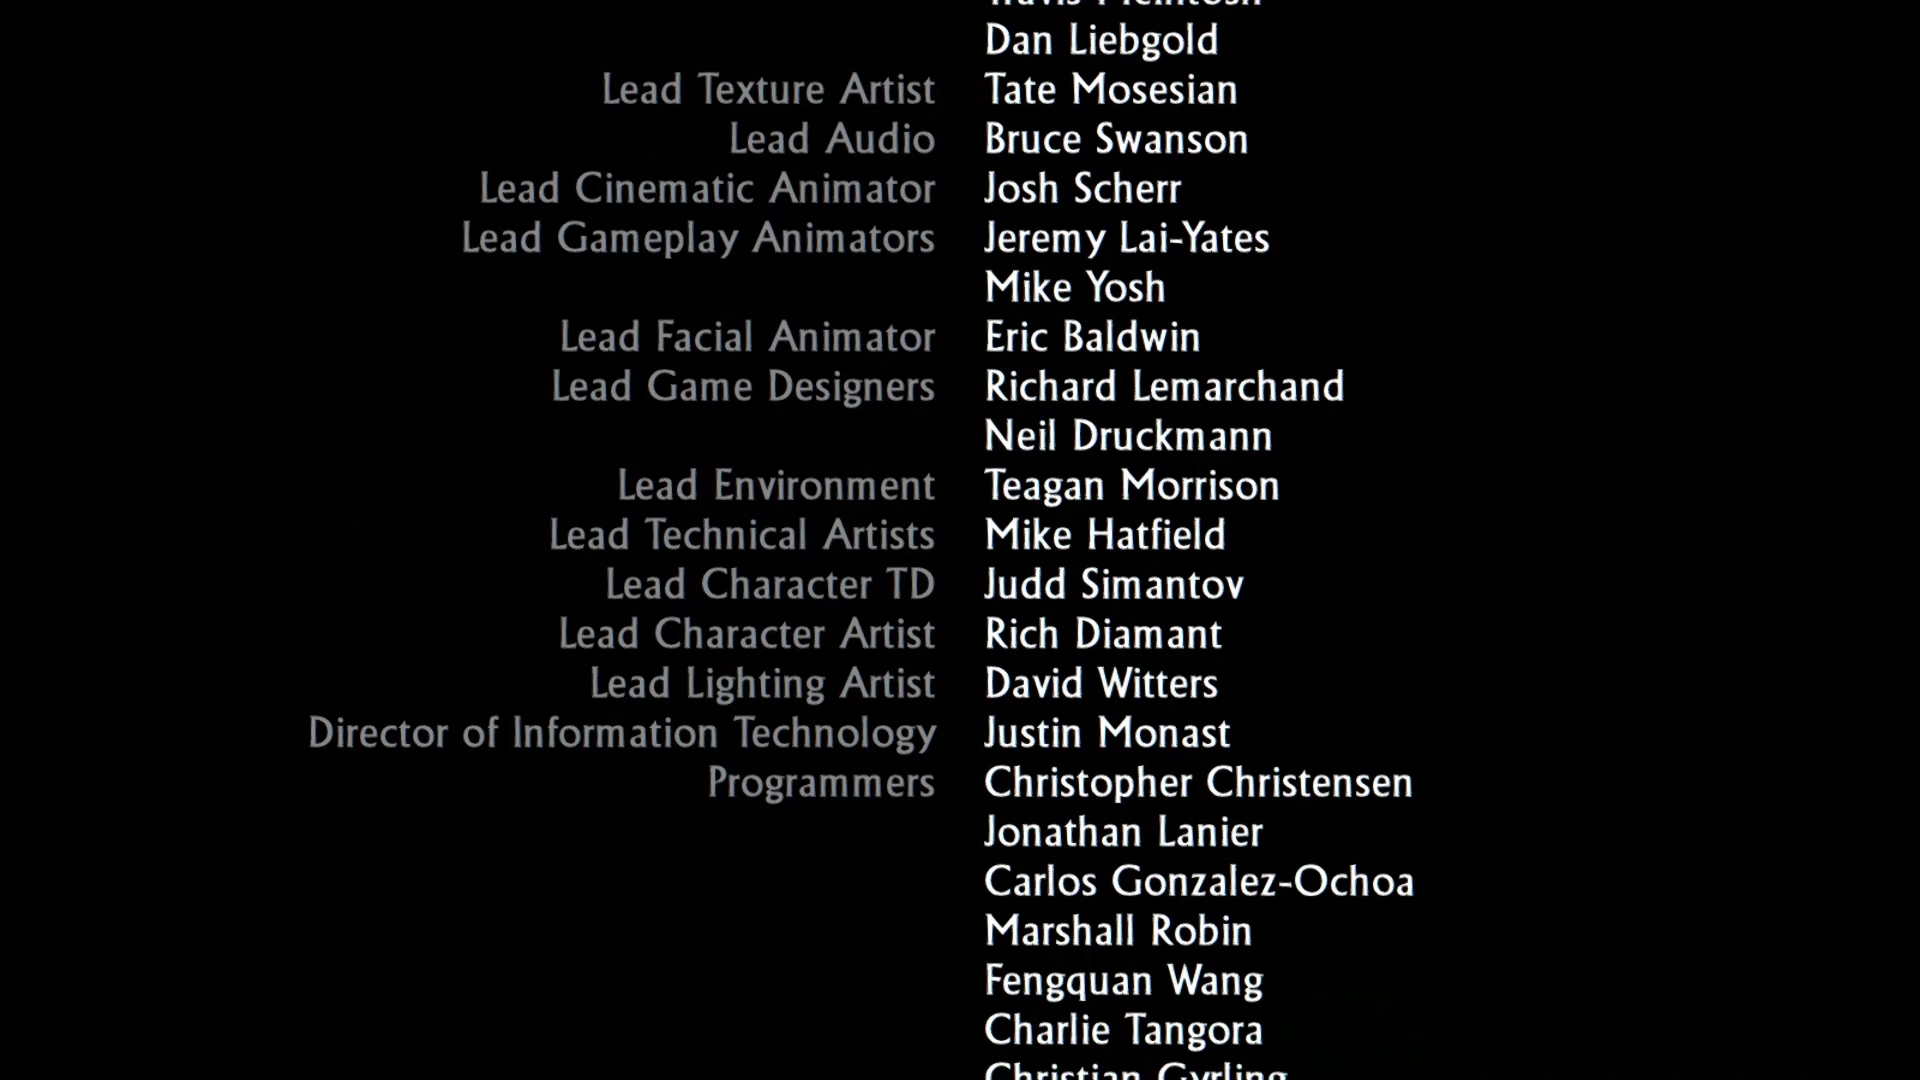 Travis McIntosh
Dan Liebgold
Lead Texture Artist Tate Mosesian
Lead Audio Bruce Swanson
Lead Cinematic Animator Josh Scherr
Lead Gameplay Animators Jeremy Lai-Yates
Mike Yosh
Lead Facial Animator Eric Baldwin
Lead Game Designers Richard Lemarchand
Neil Druckmann
Lead Environment Teagan Morrison
Lead Technical Artists Mike Hatfield
Lead Character TD Judd Simantov
Lead Character Artist Rich Diamant
Lead Lighting Artist David Witters
Director of Information Technology Justin Monast
Programmers Christopher Christensen
Jonathan Lanier
Carlos Gonzalez-Ochoa
Marshall Robin
Fengquan Wang
Charlie Tangora
Christian Gyrling